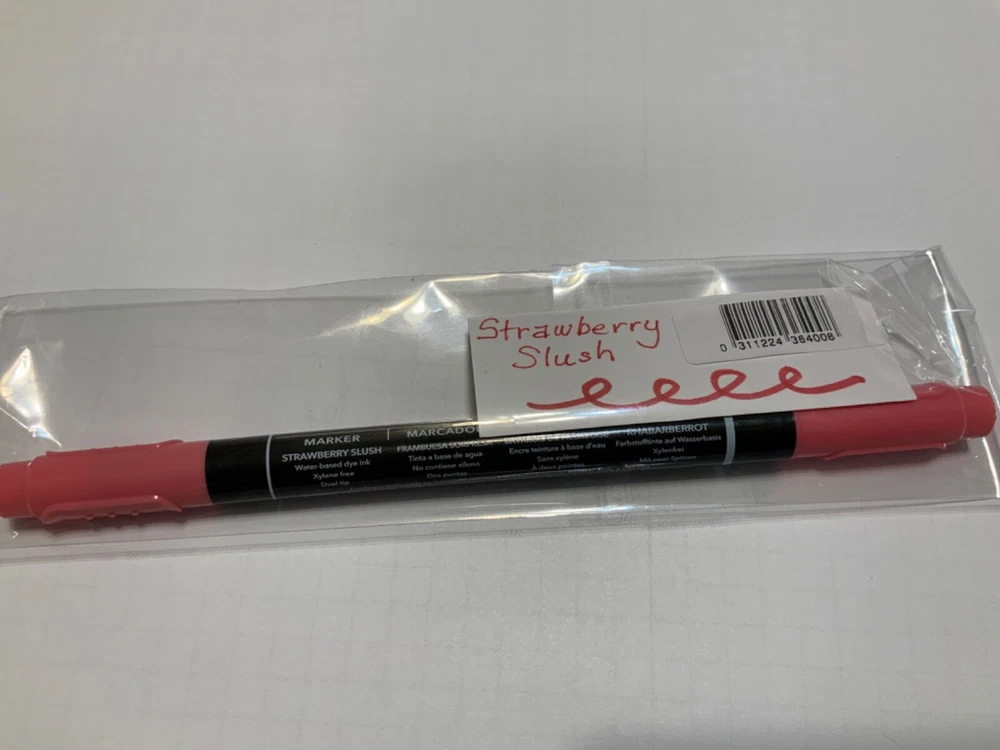 Strawberry
Slush
0 311224 364008
MARKER
STRAWBERRY SLUSH
Water-based dye ink
Xylene free
Dual tip
MARCADO
FRAMBUESA
Tinta a base de agua
No contiene xileno
Dos puntas
Encre teinture à base d'eau
Sans xylène
À deux pointes
RHABARBERROT
Farbstofftinte auf Wasserbasis
Xylenfrei
Mit zwei Spitzen